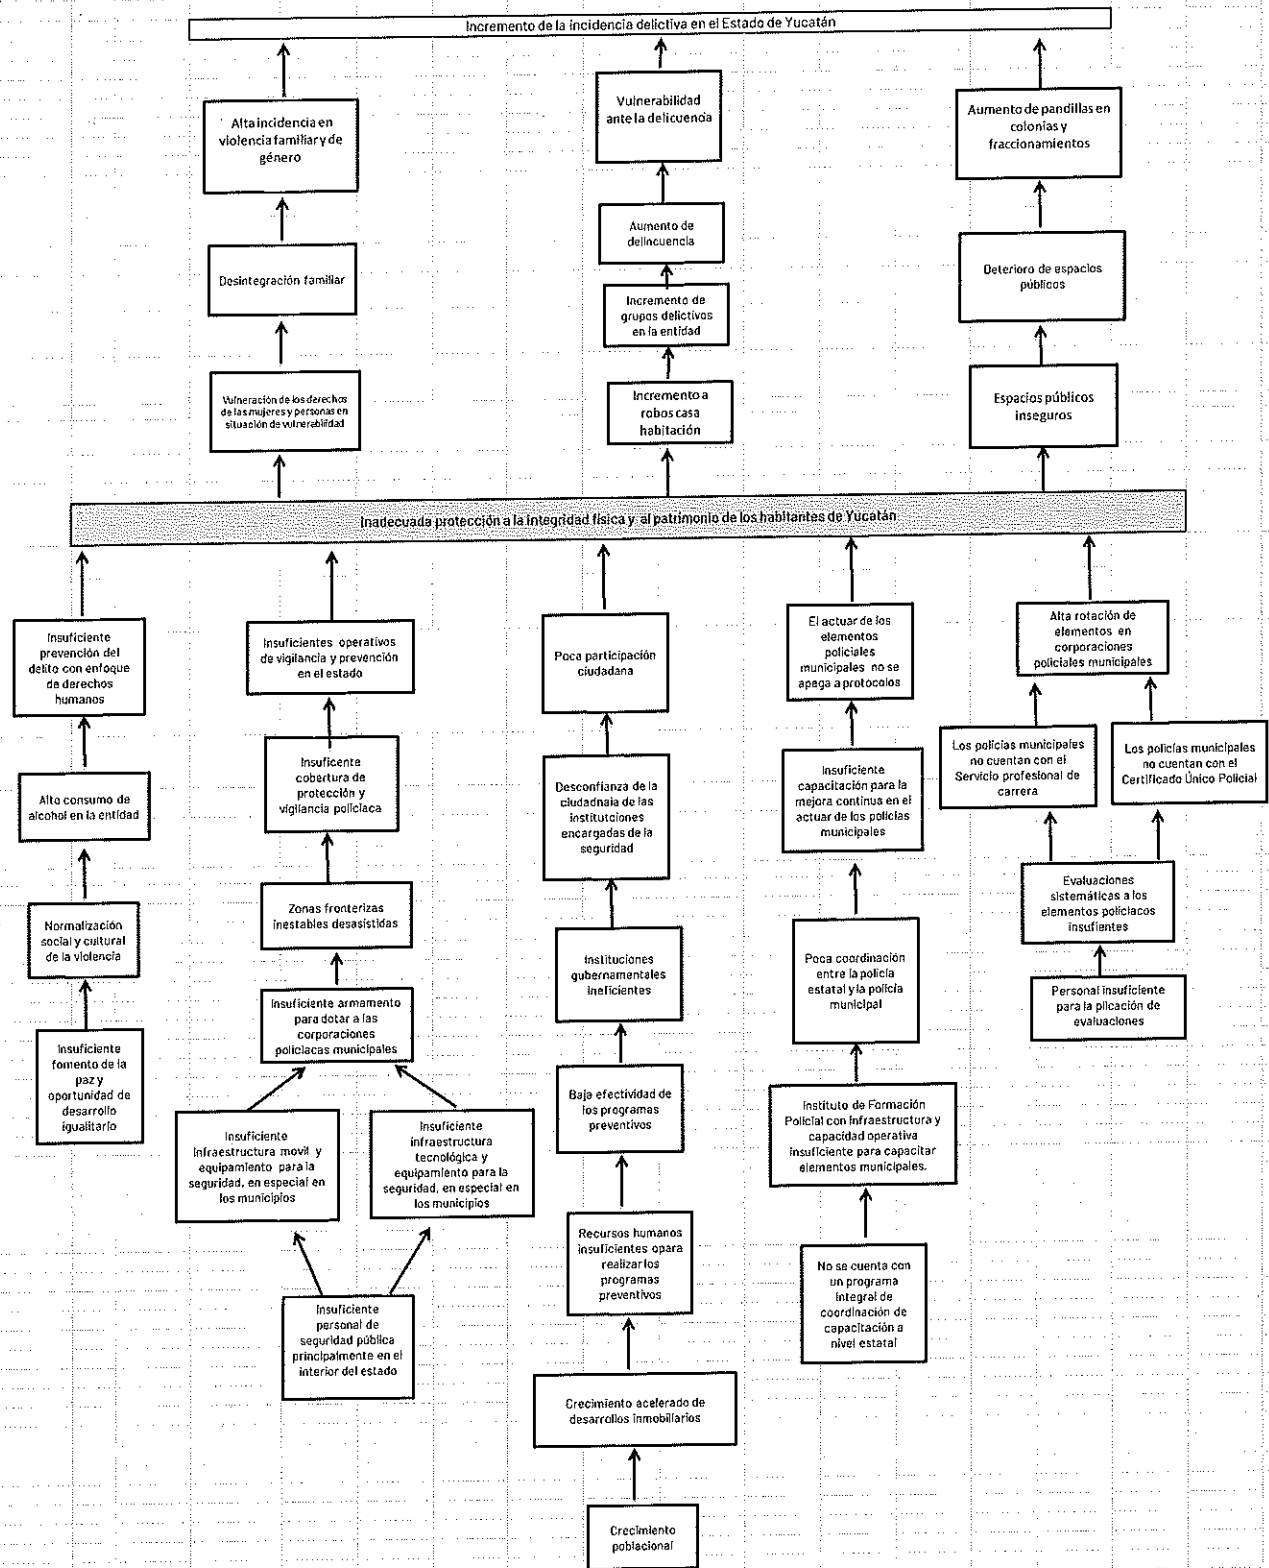 Incremento de la incidencia delictiva en el Estado de Yucatán
Alta incidencia en
violencia familiar y de
género
Vulnerabilidad
ante la delicuencia
Aumento de pandillas en
colonias y
fraccionamientos
Desintegración familiar
Aumento de
delincuencia
Deterioro de espacios
públicos
Incremento de
grupos delictivos
en la entidad
Vulneración de los derechos
de las mujeres y personas en
situación de vulnerabilidad
Incremento a
robos casa
habitación
Espacios públicos
inseguros
Inadecuada protección a la integridad física y al patrimonio de los habitantes de Yucatán
Insuficiente
prevención del
delito con enfoque
de derechos
humanos
Insuficientes operativos
de vigilancia y prevención
en el estado
Poca participación
ciudadana
El actuar de los
elementos
policiales
municipales no se
apega a protocolos
Alta rotación de
elementos en
corporaciones
policiales municipales
Alto consumo de
alcohol en la entidad
Insuficente
cobertura de
protección y
vigilancia policiaca
Desconfianza de la
ciudadnaia de las
instituciones
encargadas de la
seguridad
Insuficiente
capacitación para la
mejora continua en el
actuar de los policías
municipales
Los policías municipales
no cuentan con el
Servicio profesional de
carrera
Los policías municipales
no cuentan con el
Certificado Único Policial
Normalización
social y cultural
de la violencia
Zonas fronterizas
inestables desasistidas
Instituciones
gubernamentales
ineficientes
Poca coordinación
entre la policía
estatal y la policía
municipal
Evaluaciones
sistemáticas a los
elementos policiacos
insufientes
Insuficiente
fomento de la
paz y
oportunidad de
desarrollo
igualitario
Insuficiente armamento
para dotar a las
corporaciones
policiacas municipales
Baja efectividad de
los programas
preventivos
Instituto de Formación
Policial con infraestructura y
capacidad operativa
insuficiente para capacitar
elementos municipales.
Personal insuficiente
para la plicación de
evaluaciones
Insuficiente
infraestructura movil y
equipamiento para la
seguridad, en especial en
los municipios
Insuficiente
infraestructura
tecnológica y
equipamiento para la
seguridad, en especial en
los municipios
Recursos humanos
insuficientes opara
realizar los
programas
preventivos
No se cuenta con
un programa
integral de
coordinación de
capacitación a
nivel estatal
Insuficiente
personal de
seguridad pública
principalmente en el
interior del estado
Crecimiento acelerado de
desarrollos inmobiliarios
Crecimiento
poblacional